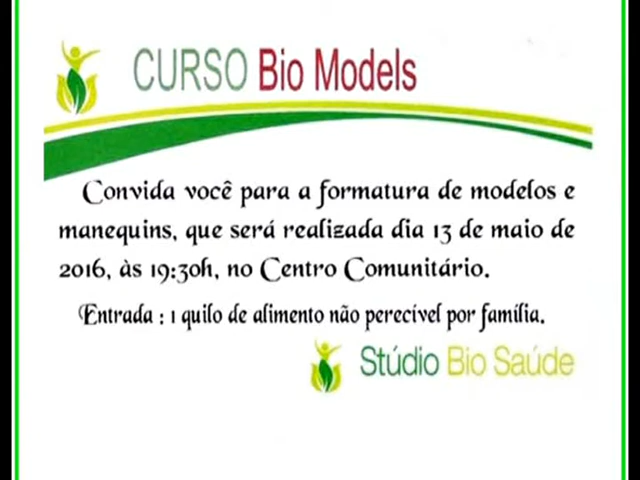 CURSO Bio Models
Convida você para a formatura de modelos e
manequins, que será realizada dia 13 de maio de
2016, às 19:30h, no Centro Comunitário.
Entrada : 1 quilo de alimento não perecível por família.
Stúdio Bio Saúde